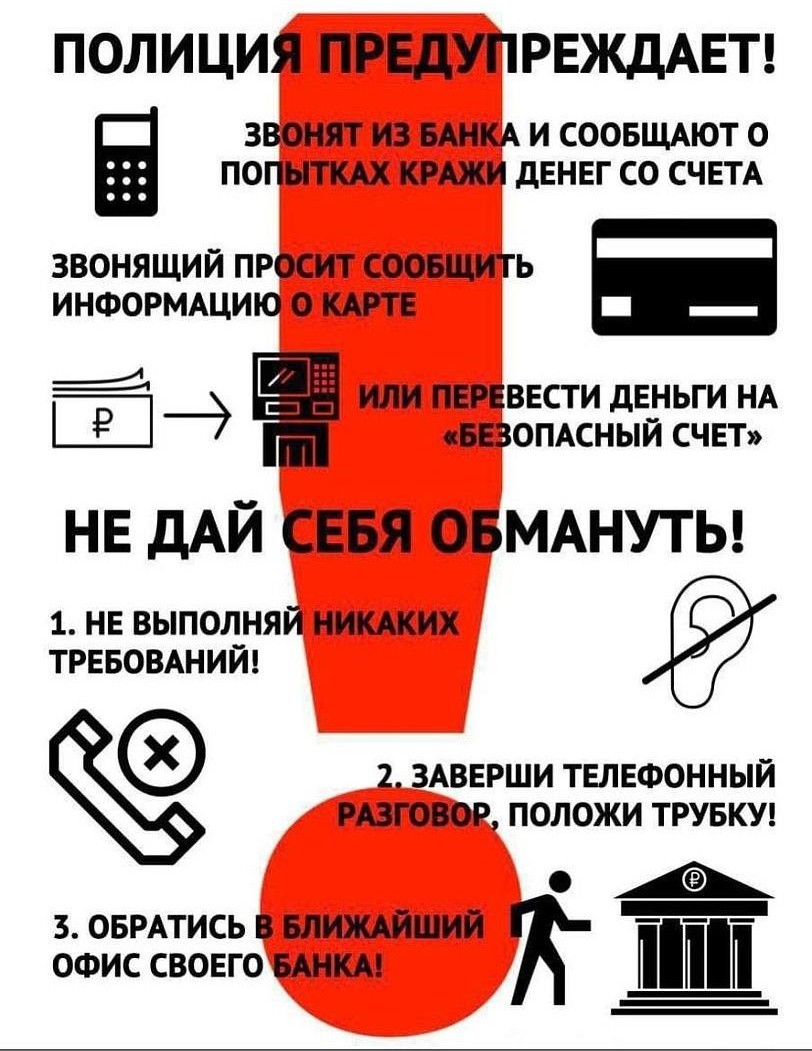 ПОЛИЦИЯ ПРЕДУПРЕЖДАЕТ!
ЗВОНЯТ ИЗ БАНКА И СООБЩАЮТ О
ПОПЫТКАХ КРАЖИ ДЕНЕГ СО СЧЕТА
ЗВОНЯЩИЙ ПРОСИТ СООБЩИТЬ
ИНФОРМАЦИЮ О КАРТЕ
₽
ИЛИ ПЕРЕВЕСТИ ДЕНЬГИ НА
«БЕЗОПАСНЫЙ СЧЕТ»
НЕ ДАЙ СЕБЯ ОБМАНУТЬ!
1. НЕ ВЫПОЛНЯЙ НИКАКИХ
ТРЕБОВАНИЙ!
2. ЗАВЕРШИ ТЕЛЕФОННЫЙ
РАЗГОВОР, ПОЛОЖИ ТРУБКУ!
₽
3. ОБРАТИСЬ В БЛИЖАЙШИЙ
ОФИС СВОЕГО БАНКА!